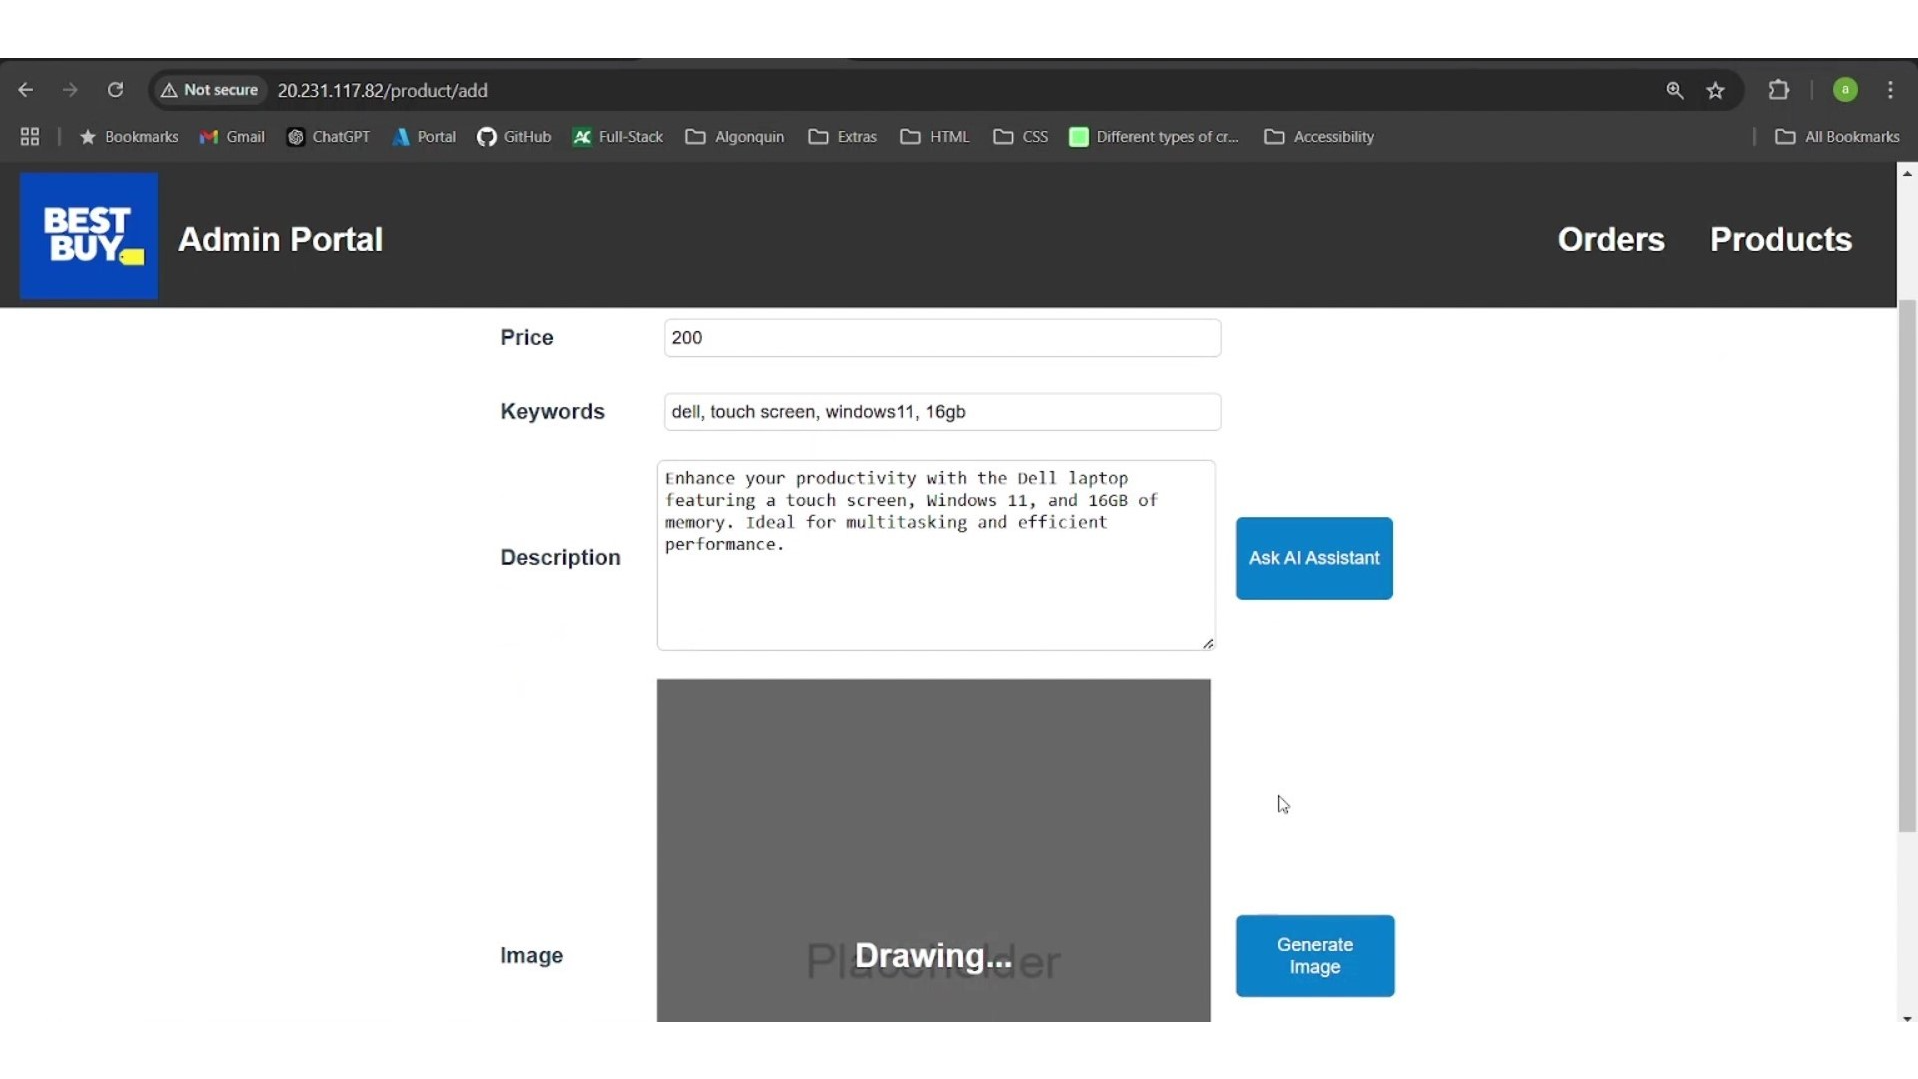 Not secure 20.231.117.82/product/add a
Bookmarks Gmail ChatGPT Portal GitHub AC Full-Stack Algonquin Extras HTML CSS Different types of cr... Accessibility All Bookmarks
BEST
BUY
Admin Portal
Orders Products
Price 200
Keywords dell, touch screen, windows11, 16gb
Enhance your productivity with the Dell laptop
featuring a touch screen, Windows 11, and 16GB of
memory. Ideal for multitasking and efficient
performance.
Description
Ask AI Assistant
Image
Placeholder
Drawing...
Generate
Image